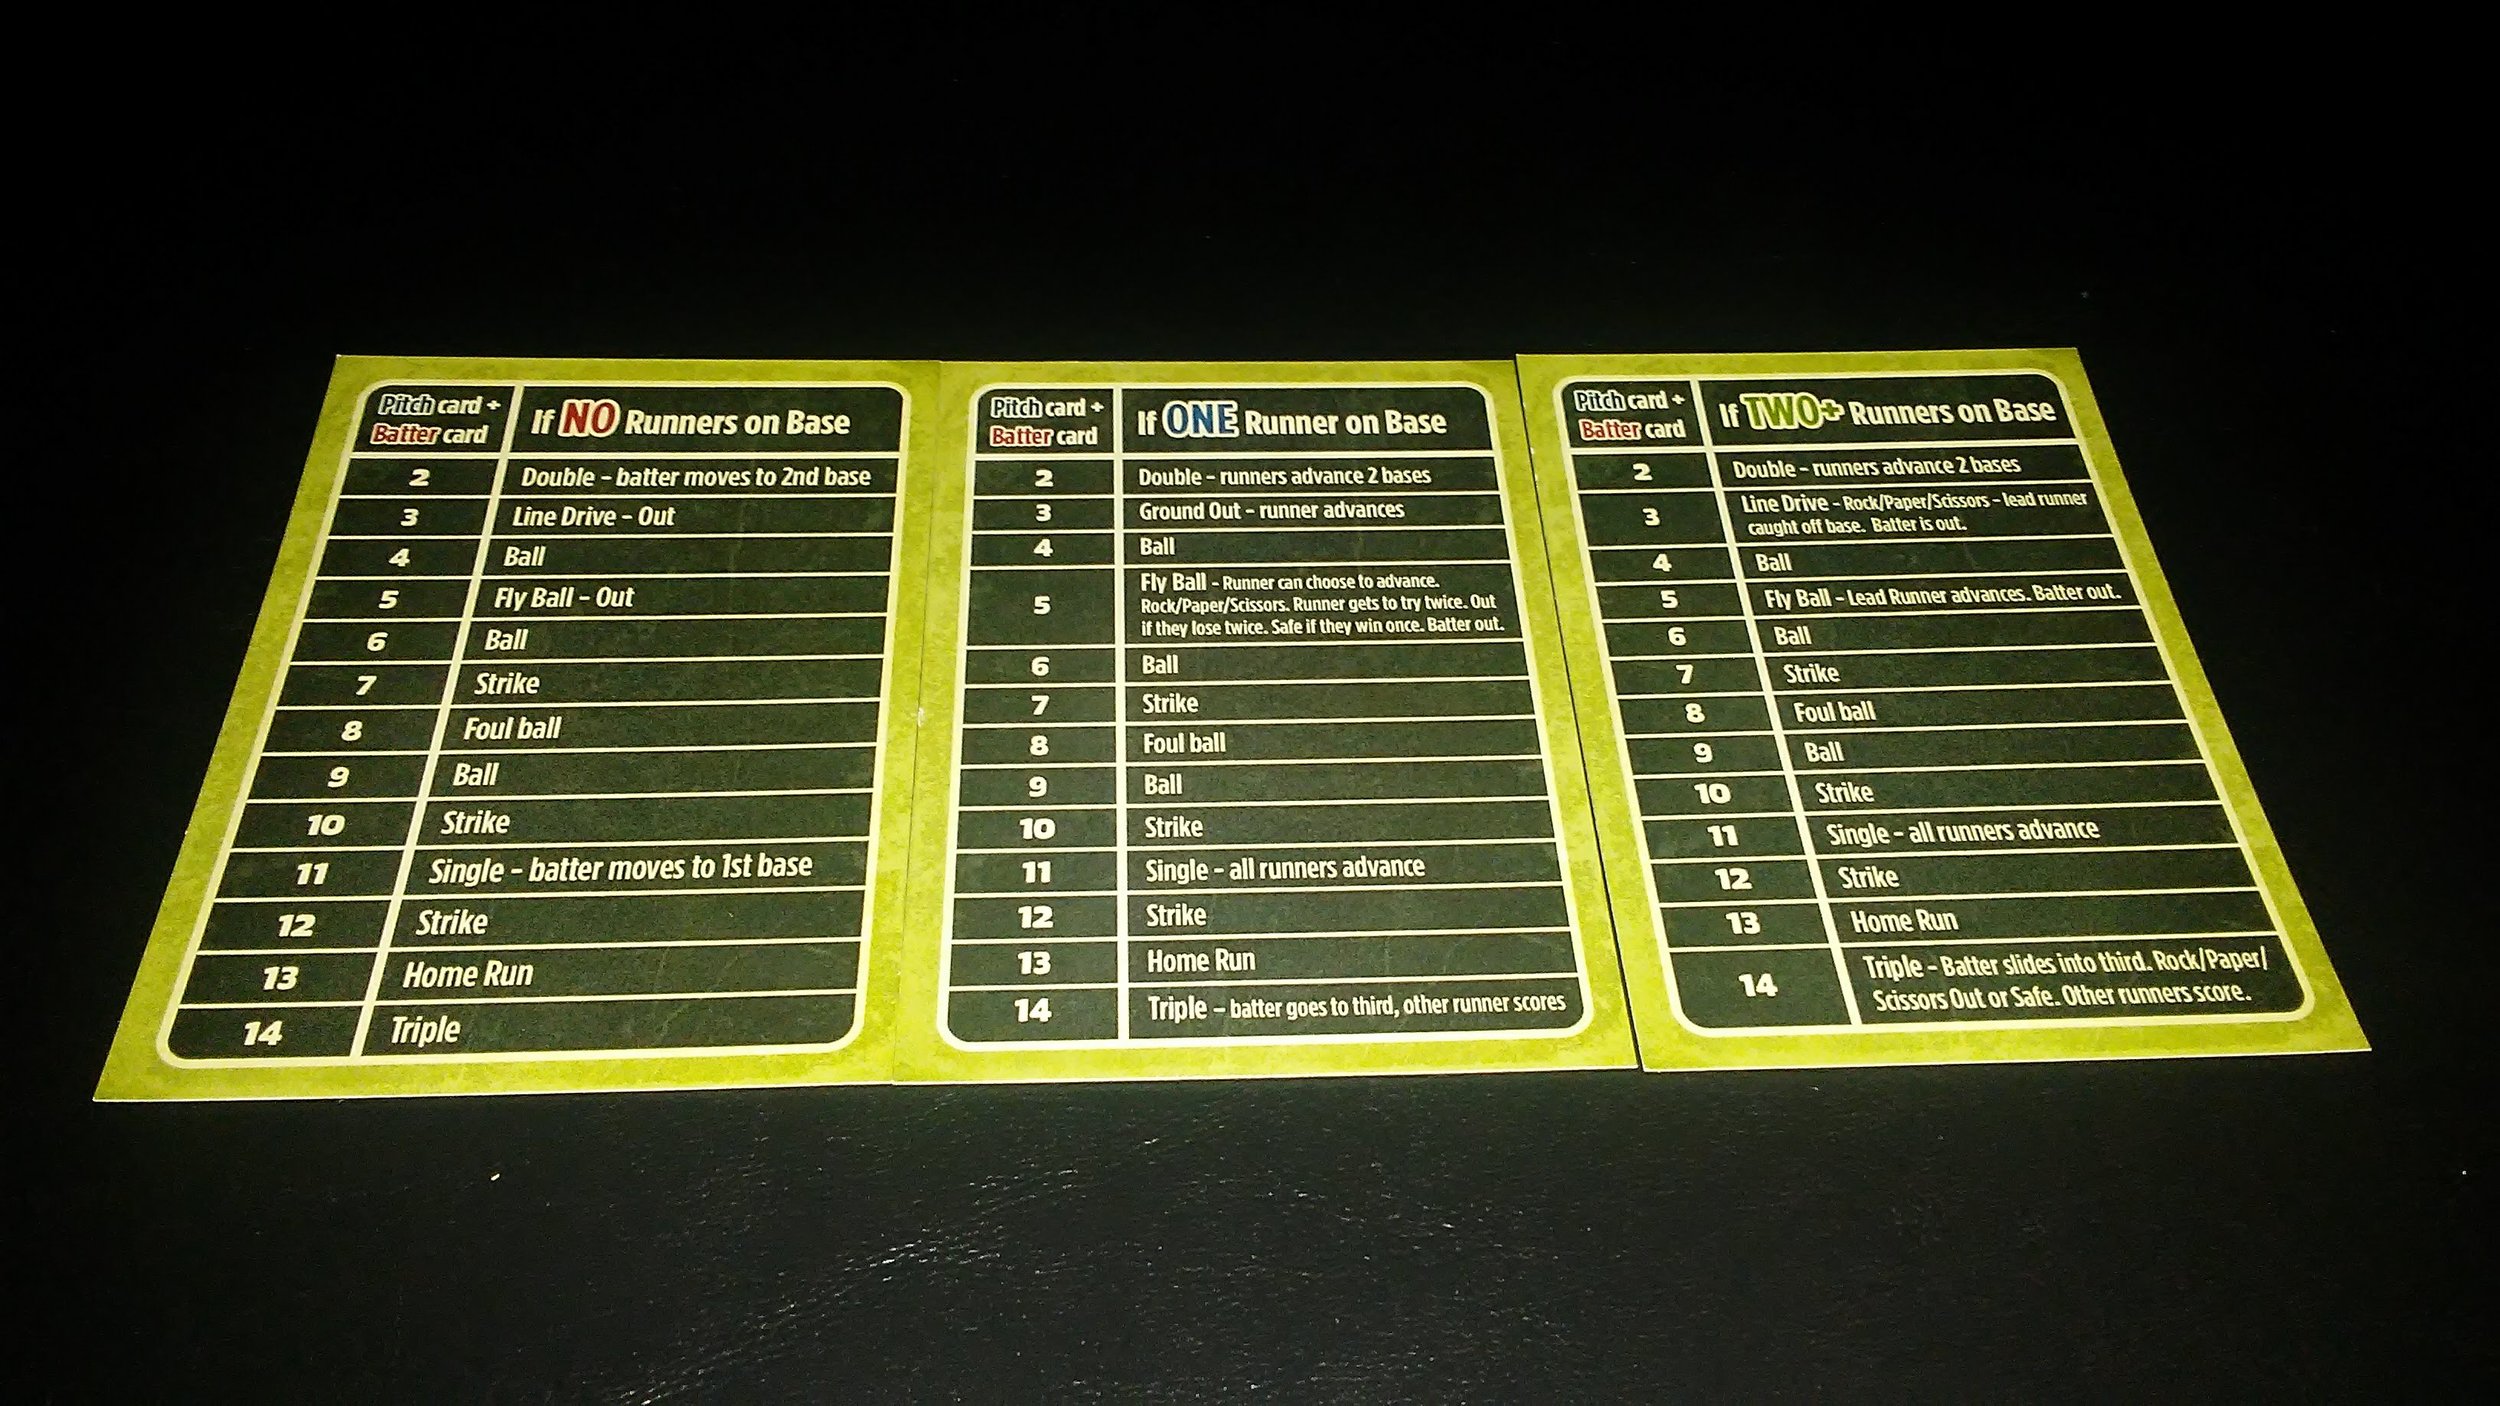 Pitch card +
Batter card
If NO Runners on Base
2 Double - batter moves to 2nd base
3 Line Drive - Out
4 Ball
5 Fly Ball - Out
6 Ball
7 Strike
8 Foul ball
9 Ball
10 Strike
11 Single - batter moves to 1st base
12 Strike
13 Home Run
14 Triple
Pitch card +
Batter card
If ONE Runner on Base
2 Double - runners advance 2 bases
3 Ground Out - runner advances
4 Ball
5 Fly Ball - Runner can choose to advance.
Rock/Paper/Scissors. Runner gets to try twice. Out
if they lose twice. Safe if they win once. Batter out.
6 Ball
7 Strike
8 Foul ball
9 Ball
10 Strike
11 Single - all runners advance
12 Strike
13 Home Run
14 Triple - batter goes to third, other runner scores
Pitch card +
Batter card
If TWO+ Runners on Base
2 Double - runners advance 2 bases
3 Line Drive - Rock/Paper/Scissors - lead runner
caught off base. Batter is out.
4 Ball
5 Fly Ball - Lead Runner advances. Batter out.
6 Ball
7 Strike
8 Foul ball
9 Ball
10 Strike
11 Single - all runners advance
12 Strike
13 Home Run
14 Triple - Batter slides into third. Rock/Paper/
Scissors Out or Safe. Other runners score.